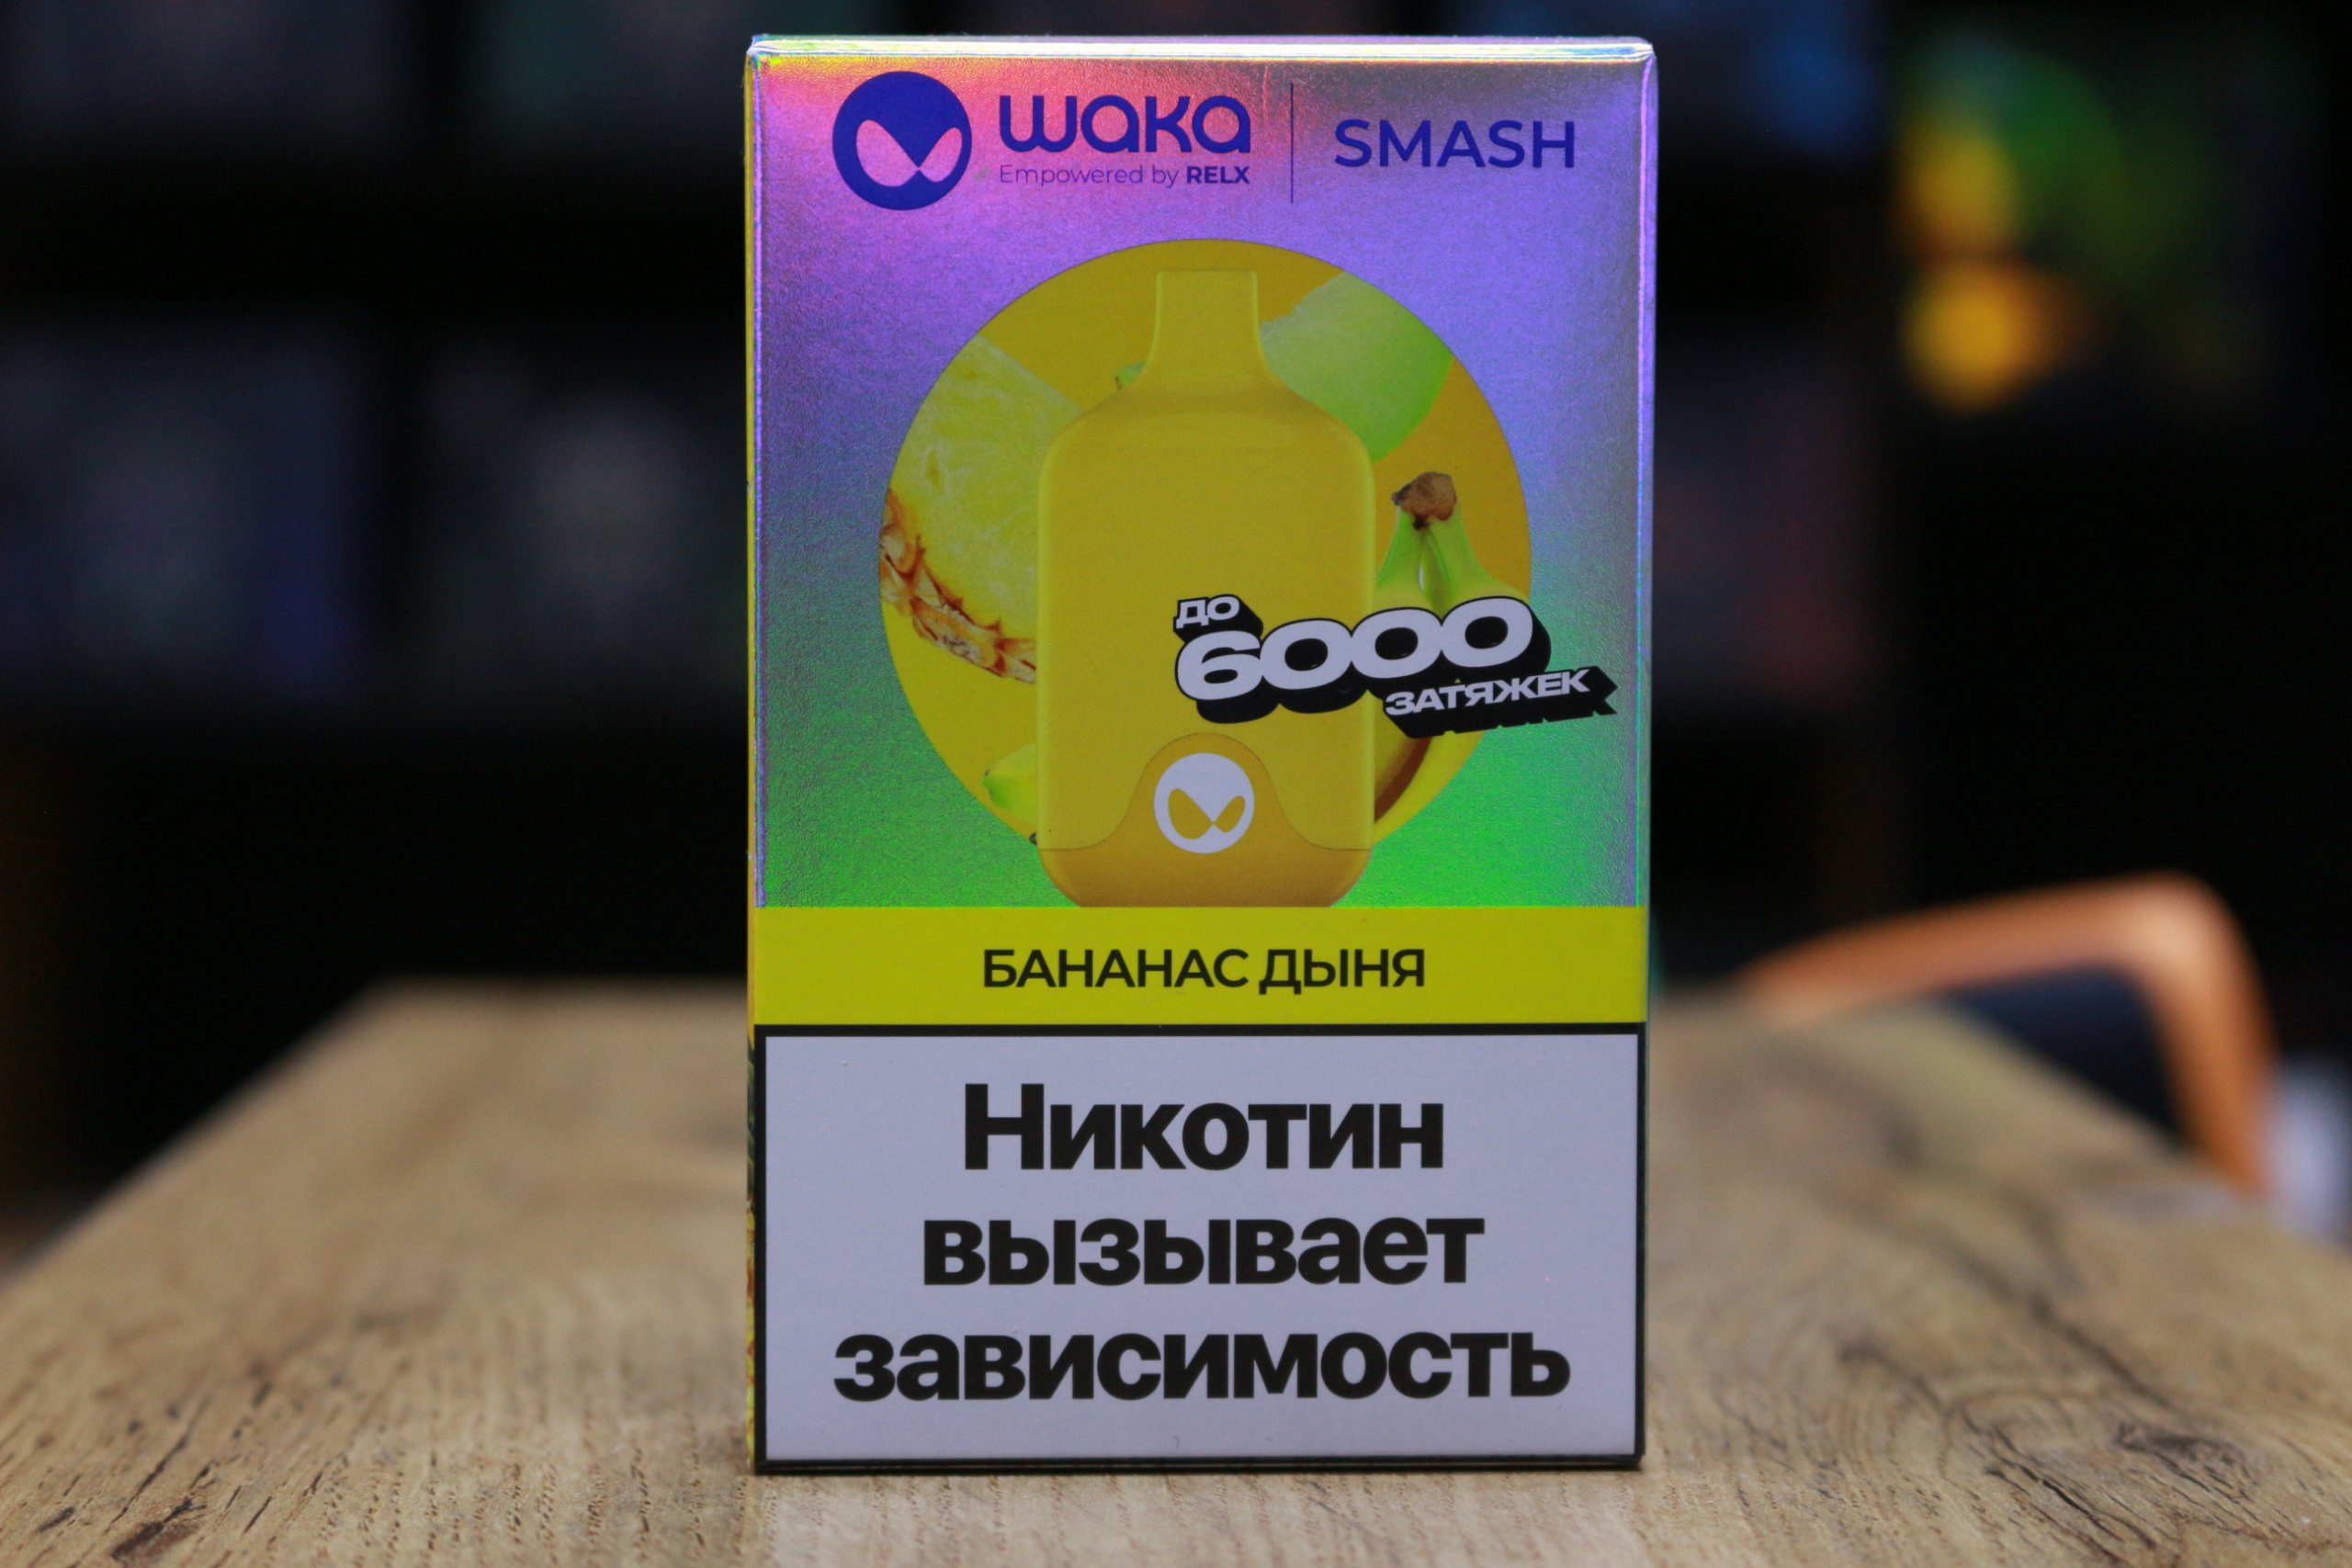 waka
Empowered by RELX
SMASH
ДО
6000
ЗАТЯЖЕК
БАНАНАС ДЫНЯ
Никотин
вызывает
зависимость